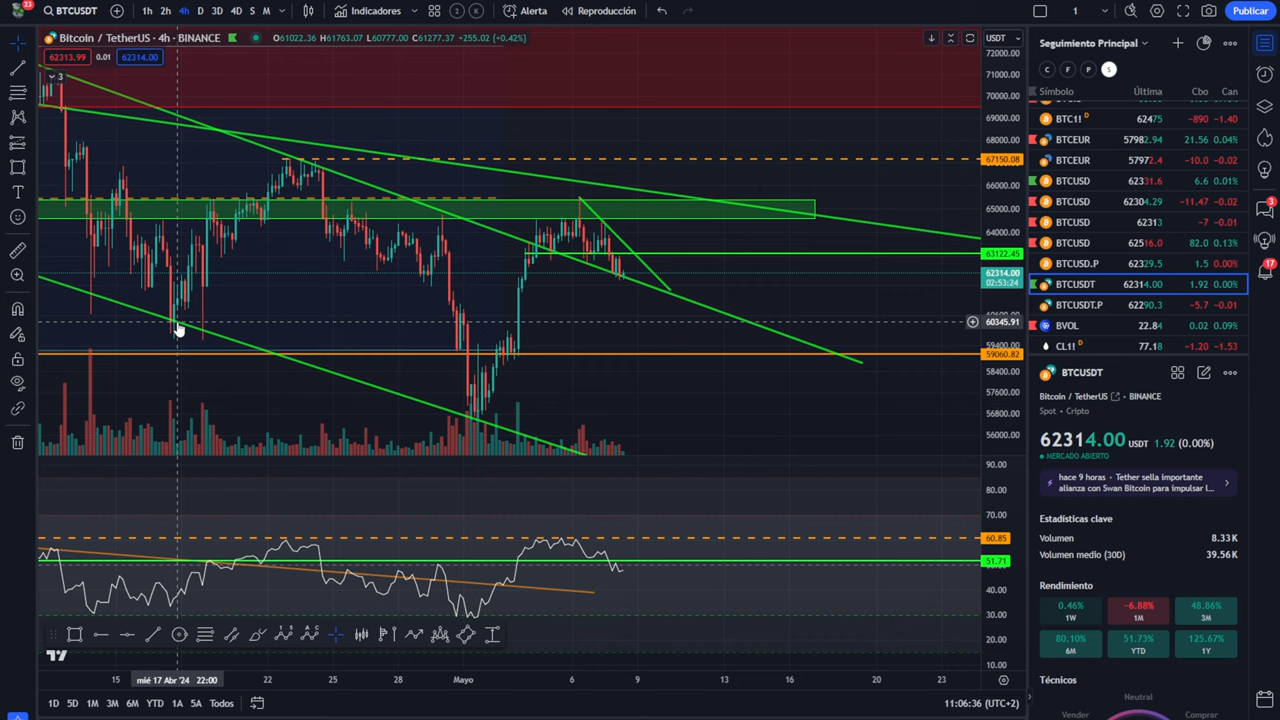 23
BTCUSDT
1h 2h 4h D 3D 4D S M
Indicadores
2 K
Alerta
Reproducción
1
Publicar
Bitcoin / TetherUS · 4h · BINANCE
O61022.36 H61763.07 L60777.00 C61277.37 +255.02 (+0.42%)
USDT
62313.99 0.01 62314.00
3
72000.00
71000.00
70000.00
69000.00
68000.00
67150.08
66000.00
65000.00
64000.00
63122.45
62314.00
02:53:24
60345.91
59400.00
59060.82
58400.00
57600.00
56800.00
56000.00
90.00
80.00
70.00
60.85
51.71
40.00
30.00
20.00
10.00
15
mié 17 Abr '24 22:00
22
25
28
Mayo
6
9
13
16
20
23
1D 5D 1M 3M 6M YTD 1A 5A Todos
11:06:36 (UTC+2)
Seguimiento Principal
C F P S
Símbolo Última Cbo Can
BTC1! D 62475 -890 -1.40
BTCEUR 57982.94 21.56 0.04%
BTCEUR 57972.4 -10.0 -0.02
BTCUSD 62331.6 6.6 0.01%
BTCUSD 62304.29 -11.47 -0.02
BTCUSD 62313 -7 -0.01
BTCUSD 62516.0 82.0 0.13%
BTCUSD.P 62329.5 1.5 0.00%
BTCUSDT 62314.00 1.92 0.00%
BTCUSDT.P 62290.3 -5.7 -0.01
BVOL 22.84 0.02 0.09%
CL1! D 77.18 -1.20 -1.53
BTCUSDT
Bitcoin / TetherUS BINANCE
Spot • Cripto
62314.00 USDT 1.92 (0.00%)
MERCADO ABIERTO
hace 9 horas • Tether sella importante
alianza con Swan Bitcoin para impulsar l...
Estadísticas clave
Volumen 8.33K
Volumen medio (30D) 39.56K
Rendimiento
0.46% -6.88% 48.86%
1W 1M 3M
80.10% 51.73% 125.67%
6M YTD 1Y
Técnicos
Neutral
Vender Comprar
3
17